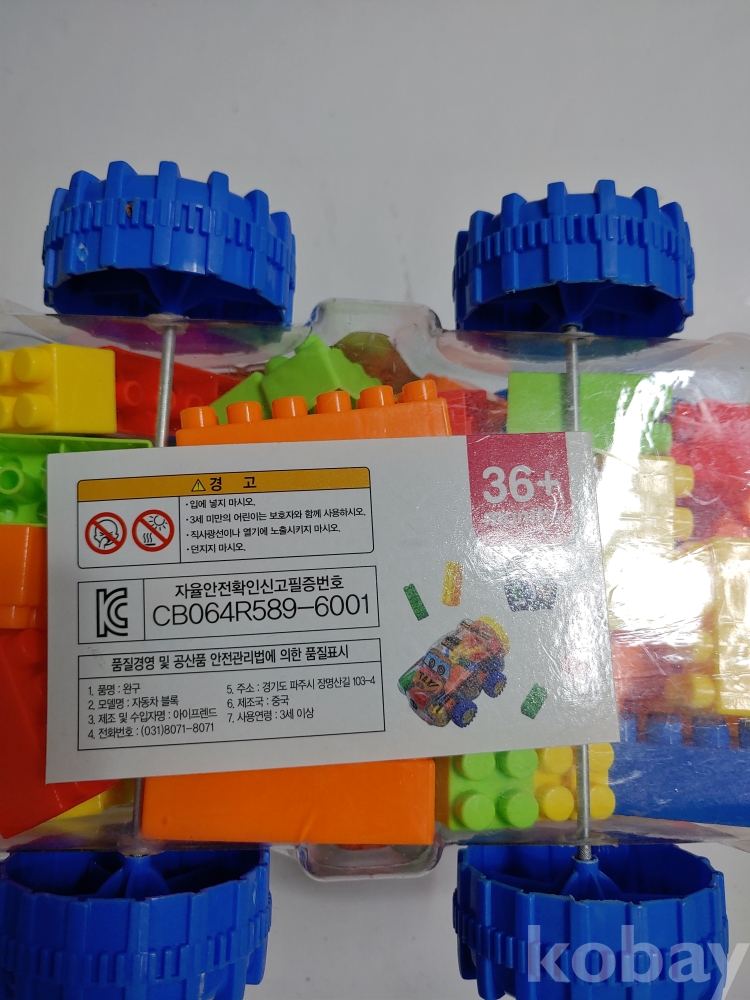 경 고
· 입에 넣지 마시오.
· 3세 미만의 어린이는 보호자와 함께 사용하시오.
· 직사광선이나 열기에 노출시키지 마시오.
· 던지지 마시오.
36+
자율안전확인신고필증번호
CB064R589-6001
품질경영 및 공산품 안전관리법에 의한 품질표시
1. 품명 : 완구
2. 모델명 : 자동차 블록
3. 제조 및 수입자명 : 아이프렌드
4. 전화번호 : (031)8071-8071
5. 주소 : 경기도 파주시 장명산길 103-4
6. 제조국 : 중국
7. 사용연령 : 3세 이상
kobay